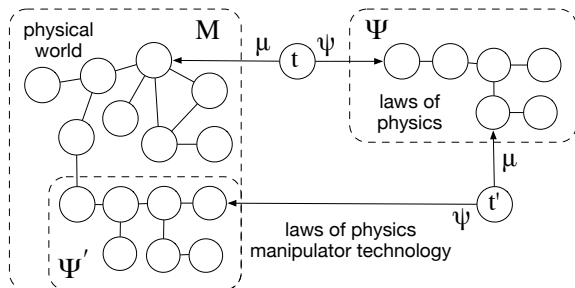 physical
world
M
μ
t
ψ
Ψ
laws of
physics
μ
ψ
t'
laws of physics
manipulator technology
Ψ′